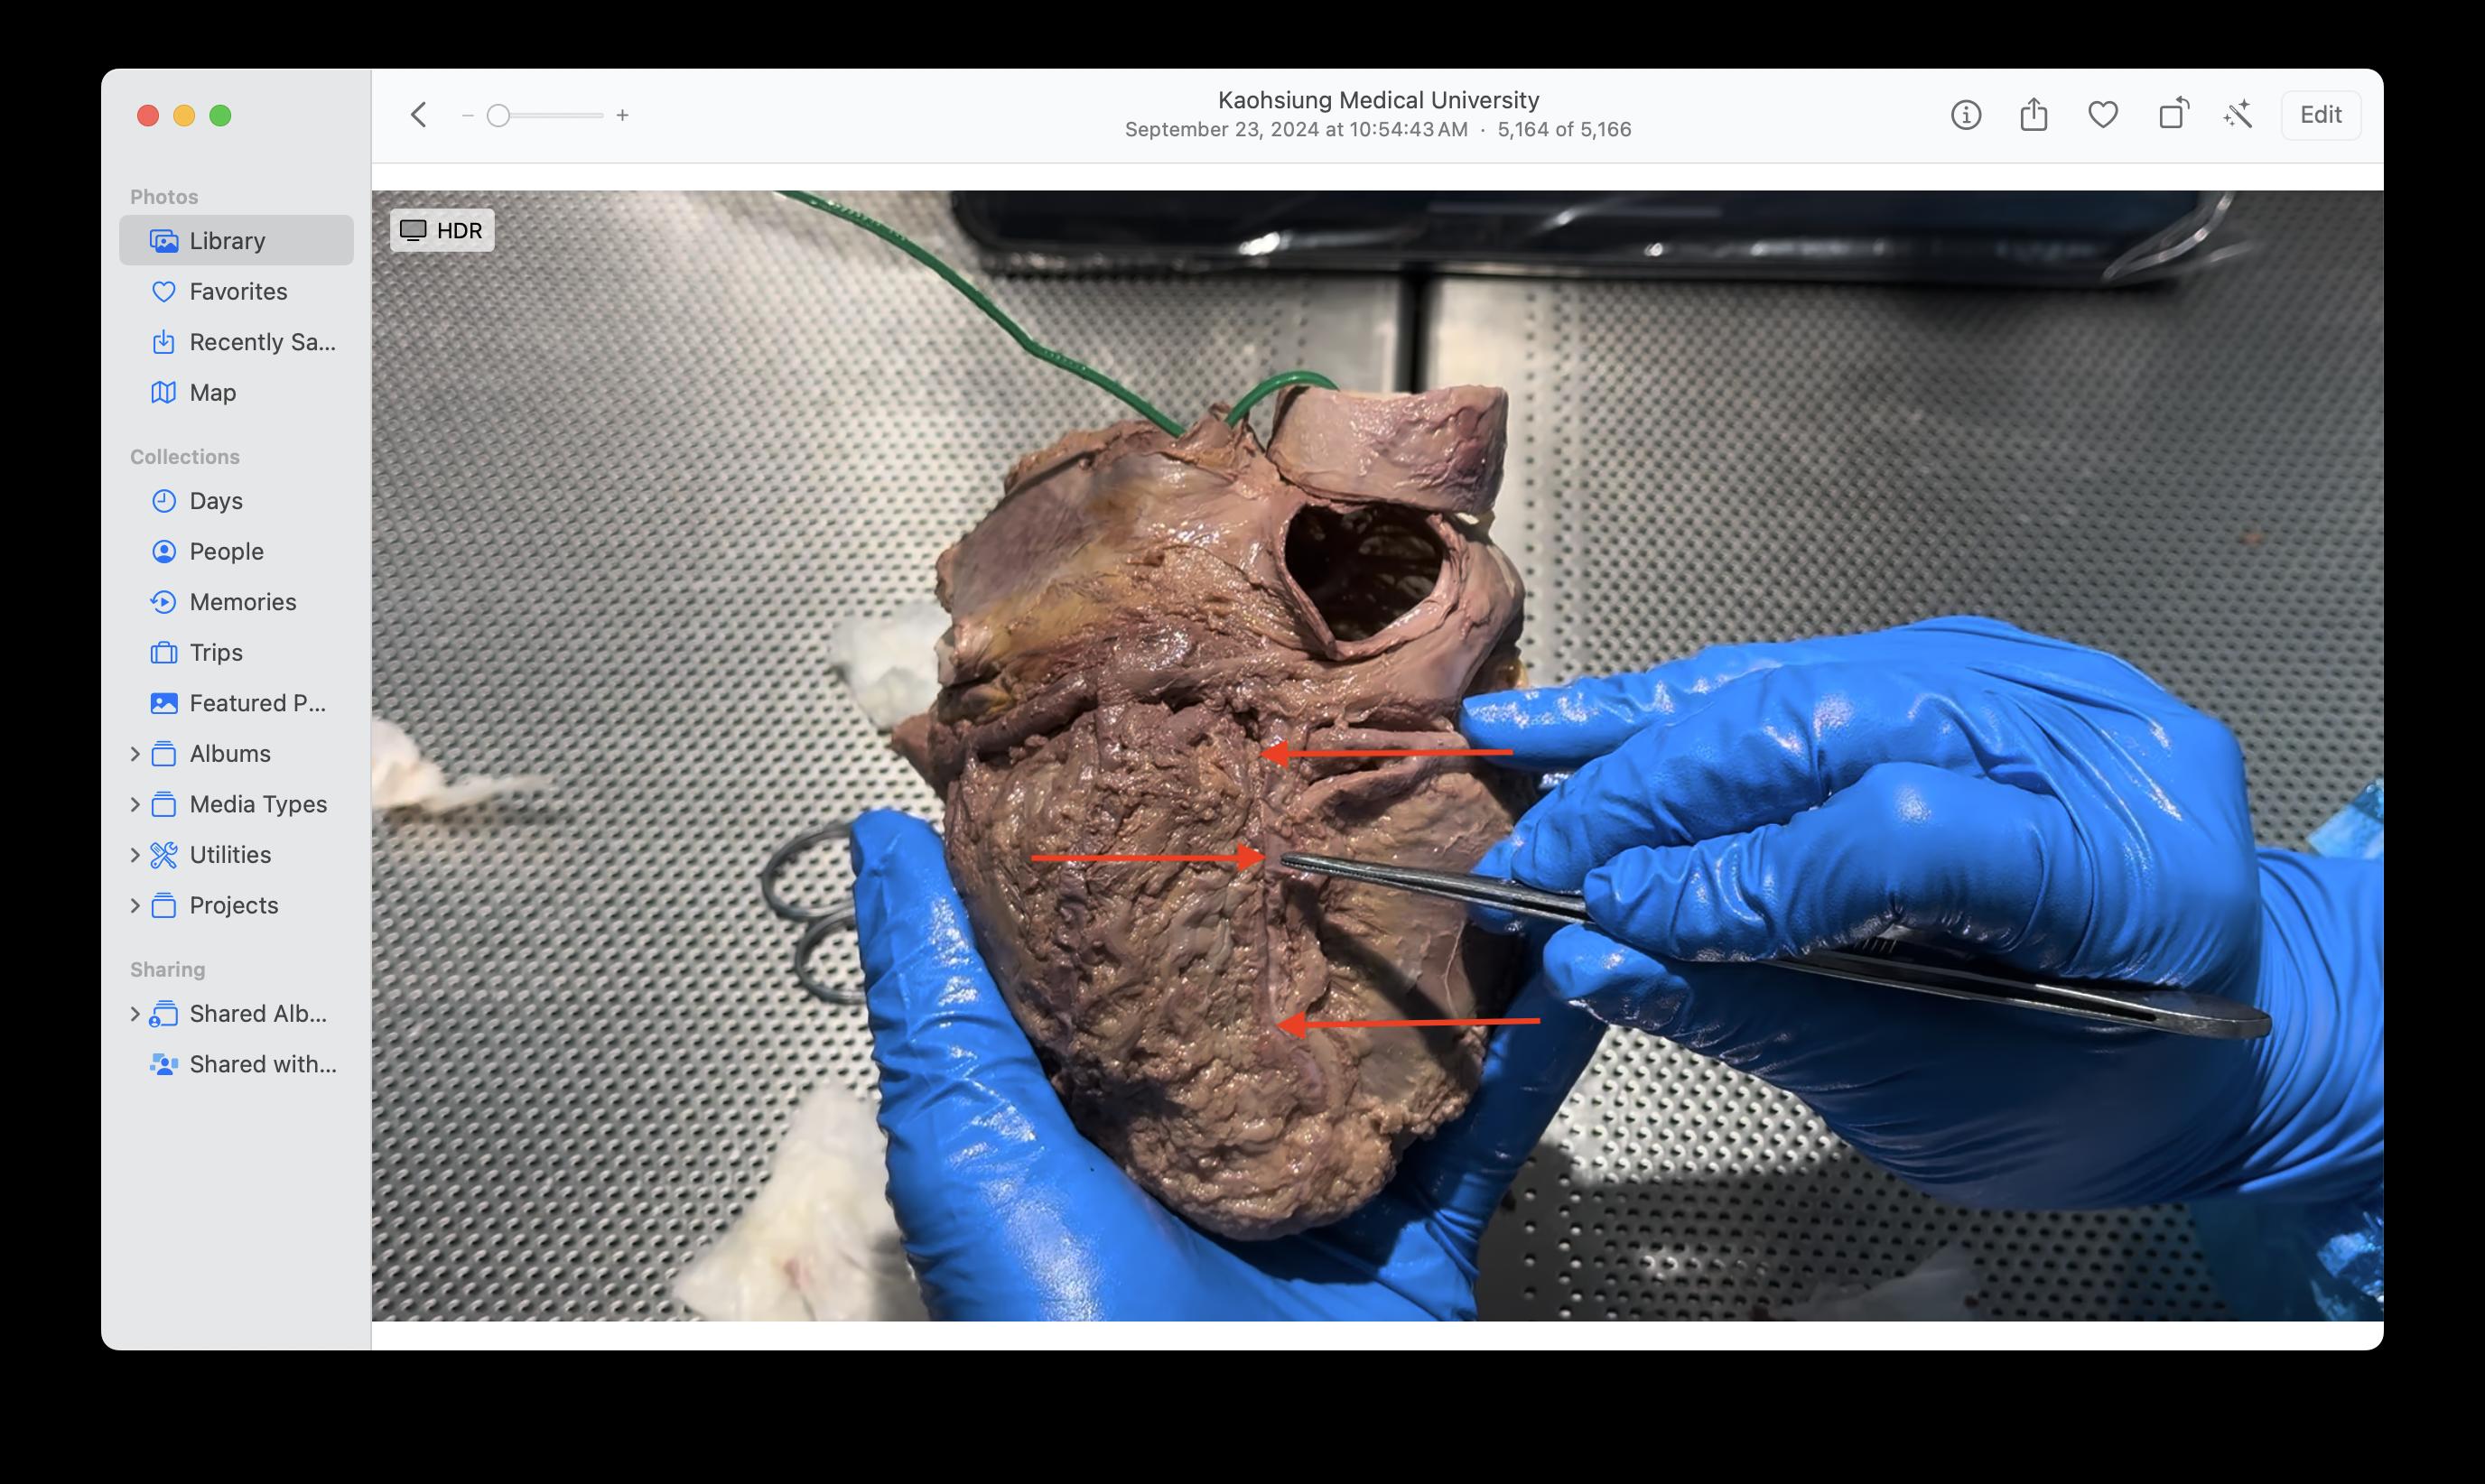 Kaohsiung Medical University
September 23, 2024 at 10:54:43 AM · 5,164 of 5,166
Edit
Photos
Library
Favorites
Recently Sa...
Map
Collections
Days
People
Memories
Trips
Featured P...
Albums
Media Types
Utilities
Projects
Sharing
Shared Alb...
Shared with...
HDR